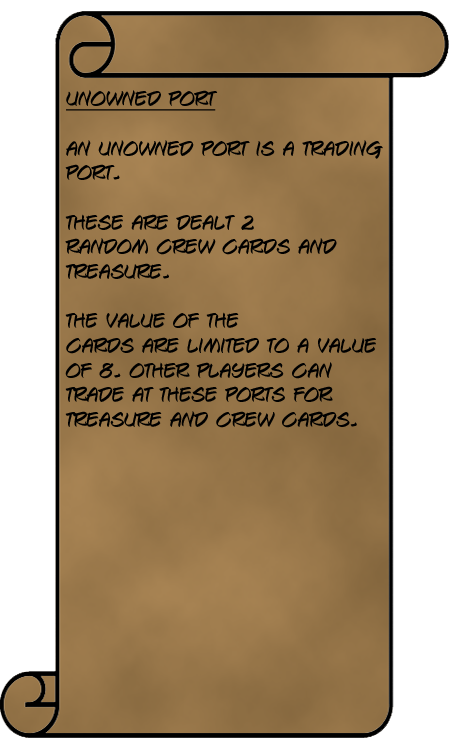 UNOWNED PORT
AN UNOWNED PORT IS A TRADING
PORT.
THESE ARE DEALT 2
RANDOM CREW CARDS AND
TREASURE.
THE VALUE OF THE
CARDS ARE LIMITED TO A VALUE
OF 8. OTHER PLAYERS CAN
TRADE AT THESE PORTS FOR
TREASURE AND CREW CARDS.